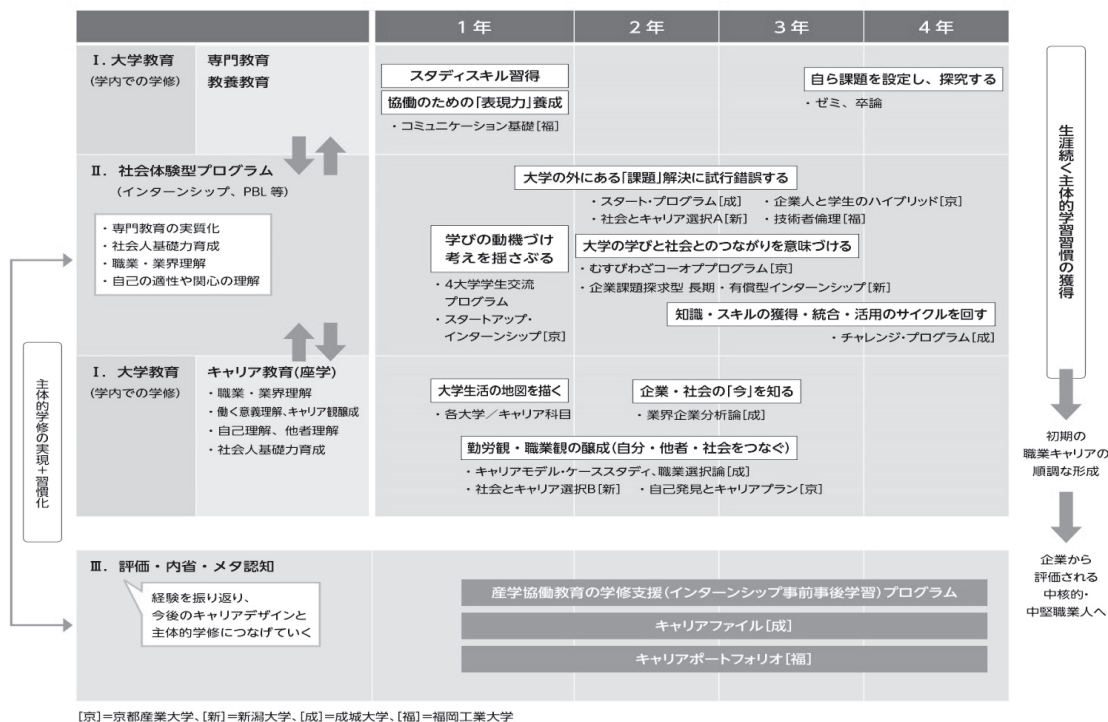 1年
2年
3年
4年
Ⅰ. 大学教育
(学内での学修)
専門教育
教養教育
スタディスキル習得
協働のための「表現力」養成
・コミュニケーション基礎[福]
自ら課題を設定し、探究する
・ゼミ、卒論
Ⅱ. 社会体験型プログラム
(インターンシップ、PBL 等)
・専門教育の実質化
・社会人基礎力育成
・職業・業界理解
・自己の適性や関心の理解
大学の外にある「課題」解決に試行錯誤する
・スタート・プログラム[成]
・企業人と学生のハイブリッド[京]
・社会とキャリア選択A[新]
・技術者倫理[福]
学びの動機づけ
考えを揺さぶる
・4大学学生交流
プログラム
・スタートアップ・
インターンシップ[京]
大学の学びと社会とのつながりを意味づける
・むすびわざコーオププログラム[京]
・企業課題探求型 長期・有償型インターンシップ[新]
知識・スキルの獲得・統合・活用のサイクルを回す
・チャレンジ・プログラム[成]
Ⅰ. 大学教育
(学内での学修)
キャリア教育(座学)
・職業・業界理解
・働く意義理解、キャリア観醸成
・自己理解、他者理解
・社会人基礎力育成
大学生活の地図を描く
・各大学／キャリア科目
企業・社会の「今」を知る
・業界企業分析論[成]
勤労観・職業観の醸成(自分・他者・社会をつなぐ)
・キャリアモデル・ケーススタディ、職業選択論[成]
・社会とキャリア選択B[新]
・自己発見とキャリアプラン[京]
Ⅲ. 評価・内省・メタ認知
経験を振り返り、
今後のキャリアデザインと
主体的学修につなげていく
産学協働教育の学修支援(インターンシップ事前事後学習)プログラム
キャリアファイル[成]
キャリアポートフォリオ[福]
主体的学修の実現+習慣化
生涯続く主体的学習習慣の獲得
初期の
職業キャリアの
順調な形成
企業から
評価される
中核的・
中堅職業人へ
[京]=京都産業大学、[新]=新潟大学、[成]=成城大学、[福]=福岡工業大学